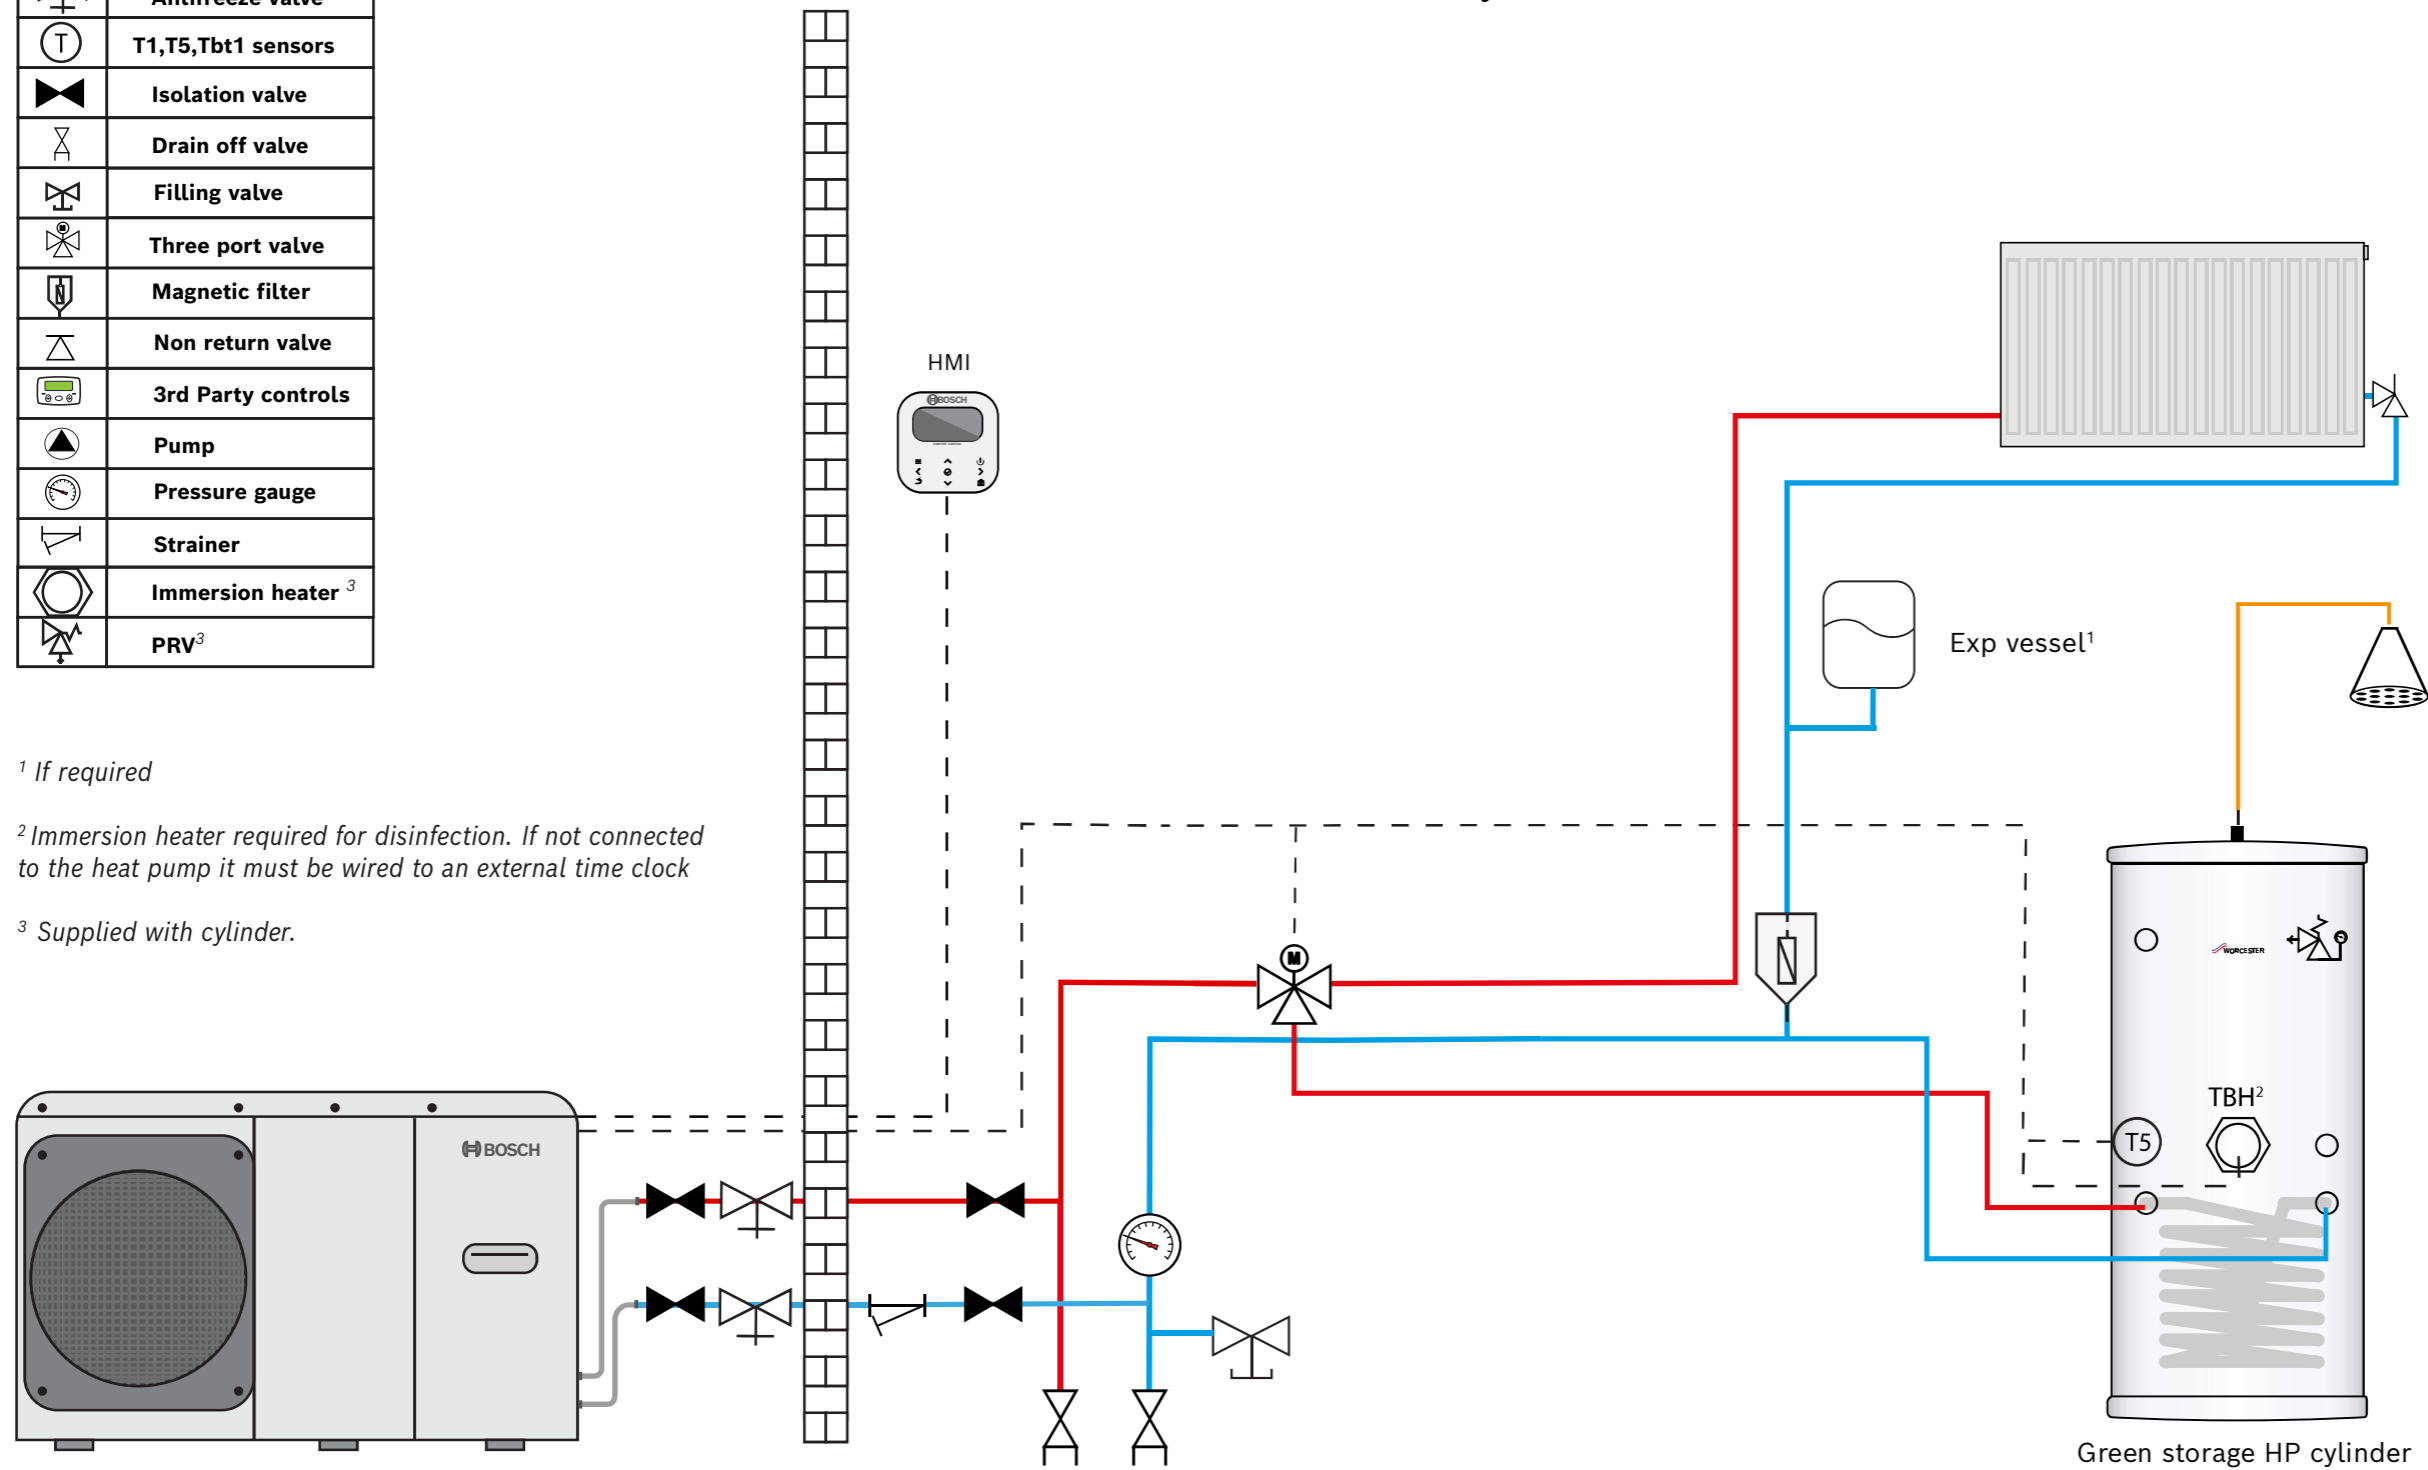 Antifreeze valve
T
T1,T5,Tbt1 sensors
Isolation valve
Drain off valve
Filling valve
M
Three port valve
Magnetic filter
Non return valve
3rd Party controls
Pump
Pressure gauge
Strainer
Immersion heater ³
PRV³
¹ If required
² Immersion heater required for disinfection. If not connected
to the heat pump it must be wired to an external time clock
³ Supplied with cylinder.
HMI
BOSCH
Exp vessel¹
M
WORCESTER
TBH²
T5
BOSCH
Green storage HP cylinder